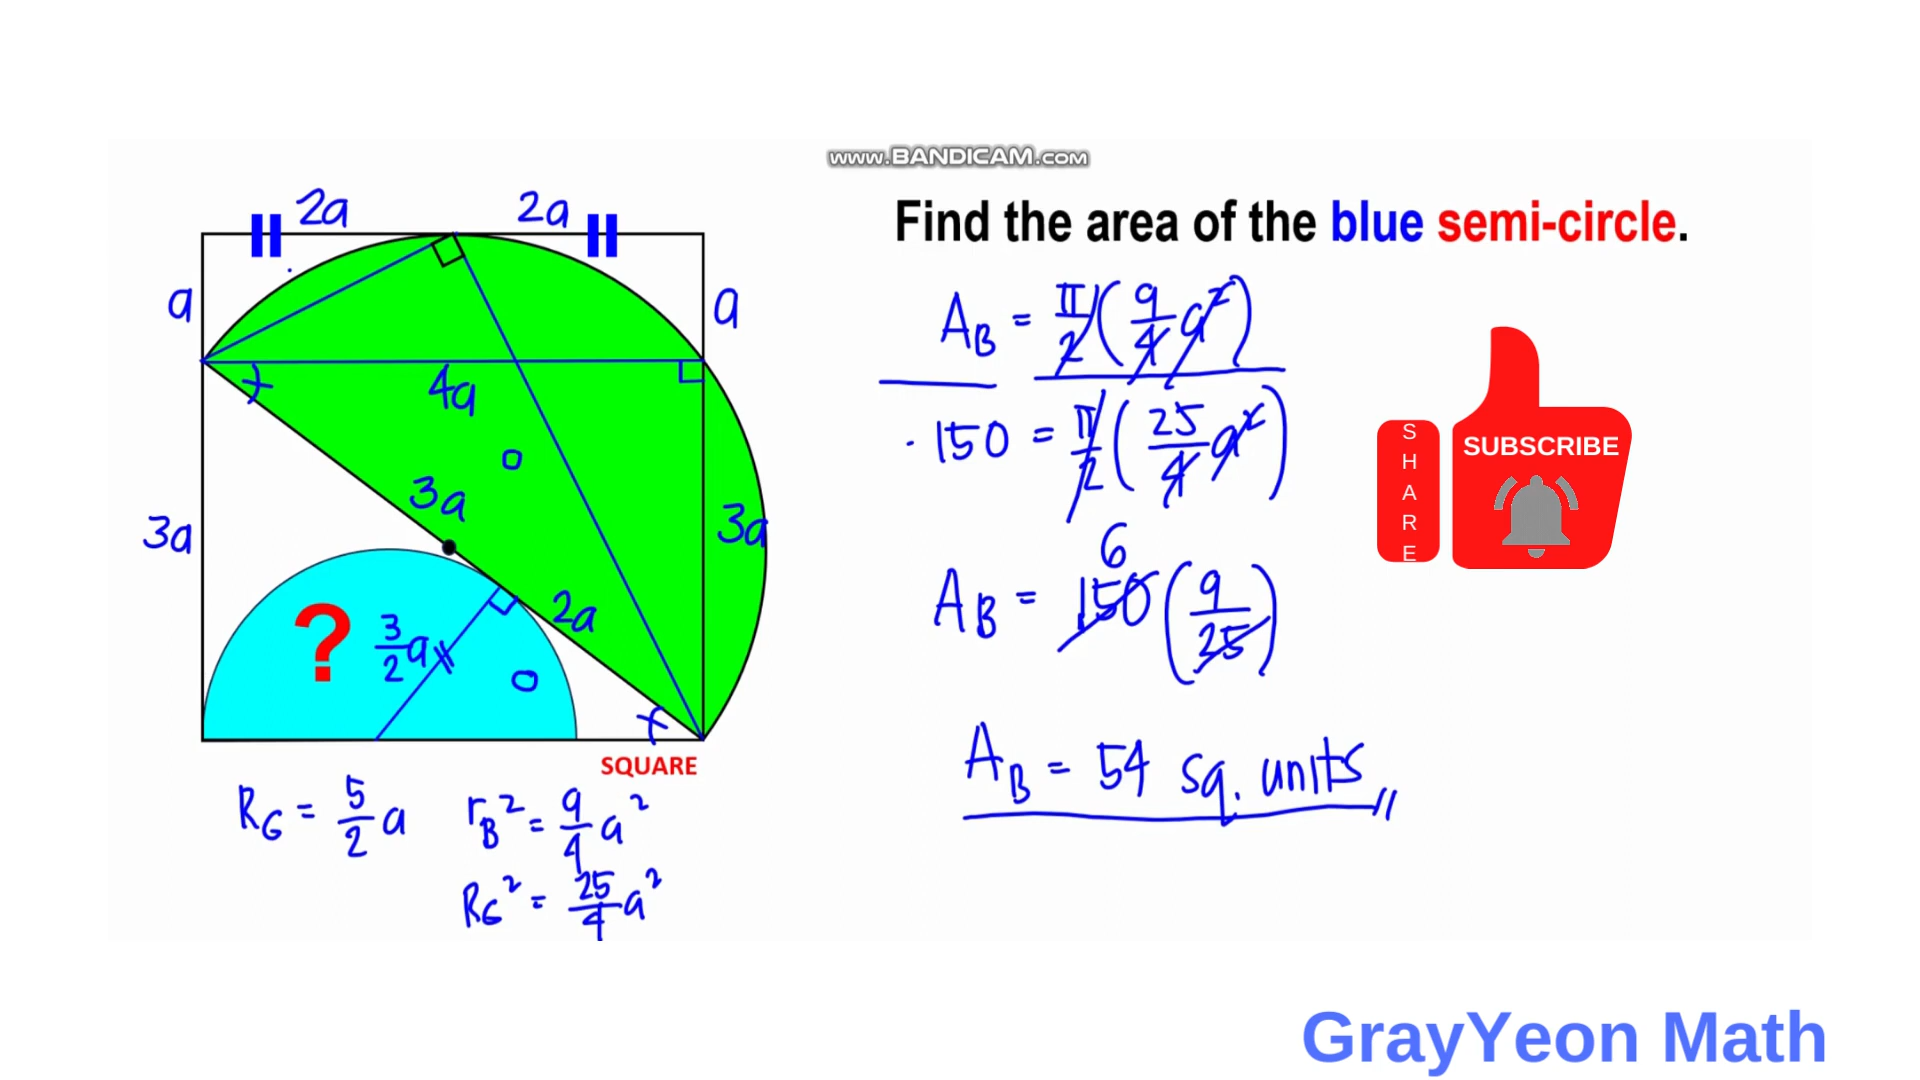 www.BANDICAM.com
Find the area of the blue semi-circle.
2a 2a
a a
4a
3a
3a 3a
2a
? 3/2 a
SQUARE
R_G = 5/2 a
r_B² = 9/4 a²
R_G² = 25/4 a²
A_B = π/2 (9/4 a²)
150 = π/2 (25/4 a²)
6
A_B = 150 (9/25)
A_B = 54 sq. units
SHARE
SUBSCRIBE
GrayYeon Math